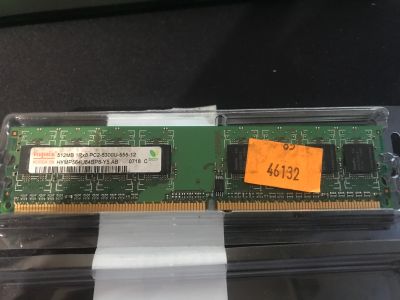 hynix
512MB 1Rx8 PC2-5300U-555-12
HYMP564U64BP8-Y5 AB 0718 C
46132